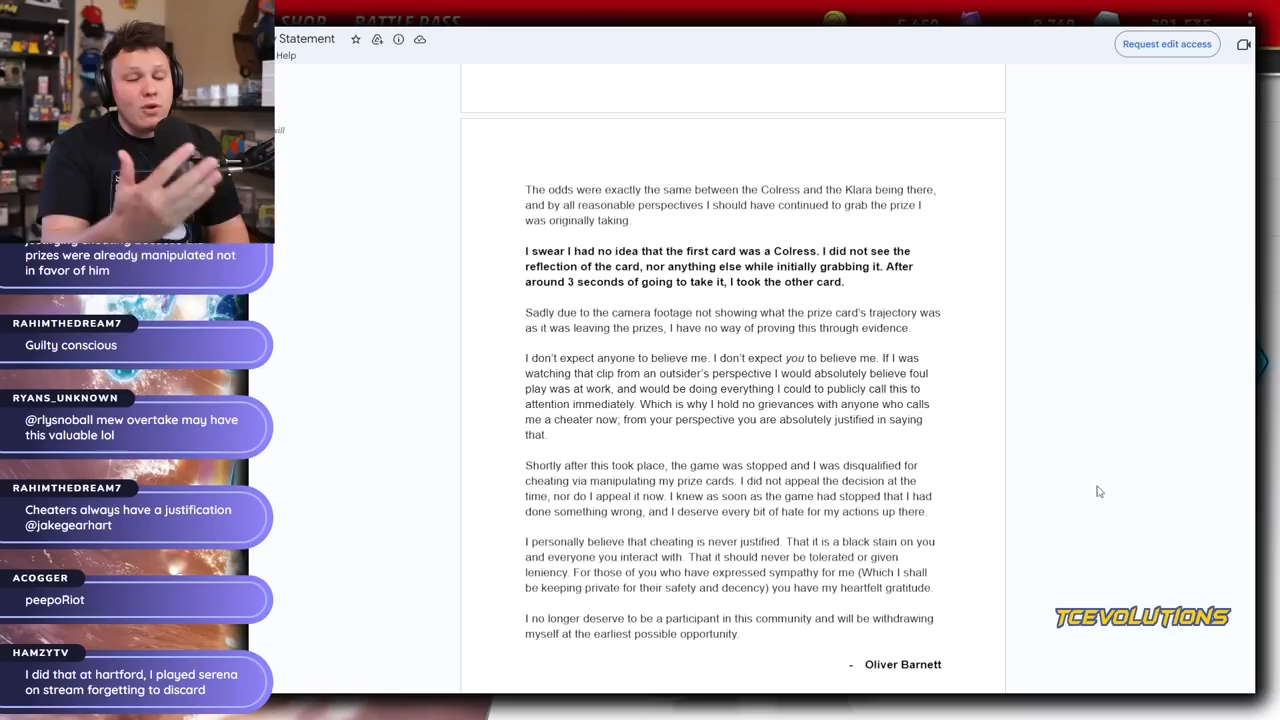 SHOP BATTLE PASS
Statement
Help
Request edit access
will
The odds were exactly the same between the Colress and the Klara being there,
and by all reasonable perspectives I should have continued to grab the prize I
was originally taking.
I swear I had no idea that the first card was a Colress. I did not see the
reflection of the card, nor anything else while initially grabbing it. After
around 3 seconds of going to take it, I took the other card.
Sadly due to the camera footage not showing what the prize card's trajectory was
as it was leaving the prizes, I have no way of proving this through evidence.
I don't expect anyone to believe me. I don't expect you to believe me. If I was
watching that clip from an outsider's perspective I would absolutely believe foul
play was at work, and would be doing everything I could to publicly call this to
attention immediately. Which is why I hold no grievances with anyone who calls
me a cheater now; from your perspective you are absolutely justified in saying
that.
Shortly after this took place, the game was stopped and I was disqualified for
cheating via manipulating my prize cards. I did not appeal the decision at the
time, nor do I appeal it now. I knew as soon as the game had stopped that I had
done something wrong, and I deserve every bit of hate for my actions up there.
I personally believe that cheating is never justified. That it is a black stain on you
and everyone you interact with. That it should never be tolerated or given
leniency. For those of you who have expressed sympathy for me (Which I shall
be keeping private for their safety and decency) you have my heartfelt gratitude.
I no longer deserve to be a participant in this community and will be withdrawing
myself at the earliest possible opportunity.
- Oliver Barnett
prizes were already manipulated not
in favor of him
RAHIMTHEDREAM7
Guilty conscious
RYANS_UNKNOWN
@rlysnoball mew overtake may have
this valuable lol
RAHIMTHEDREAM7
Cheaters always have a justification
@jakegearhart
ACOGGER
peepoRiot
HAMZYTV
I did that at hartford, I played serena
on stream forgetting to discard
TCEVOLUTIONS